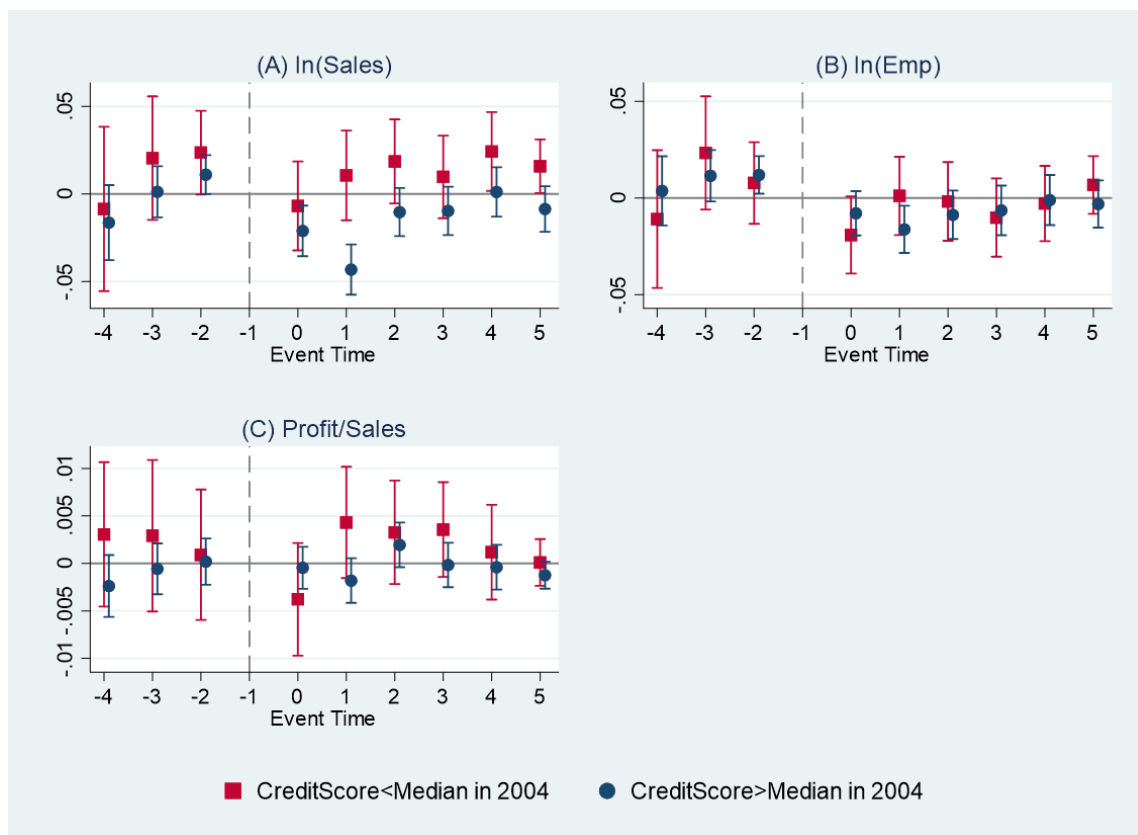 (A) ln(Sales)
.05
0
-.05
-4 -3 -2 -1 0 1 2 3 4 5
Event Time
(B) ln(Emp)
.05
0
-.05
-4 -3 -2 -1 0 1 2 3 4 5
Event Time
(C) Profit/Sales
.01
.005
0
-.005
-.01
-4 -3 -2 -1 0 1 2 3 4 5
Event Time
CreditScore<Median in 2004
CreditScore>Median in 2004